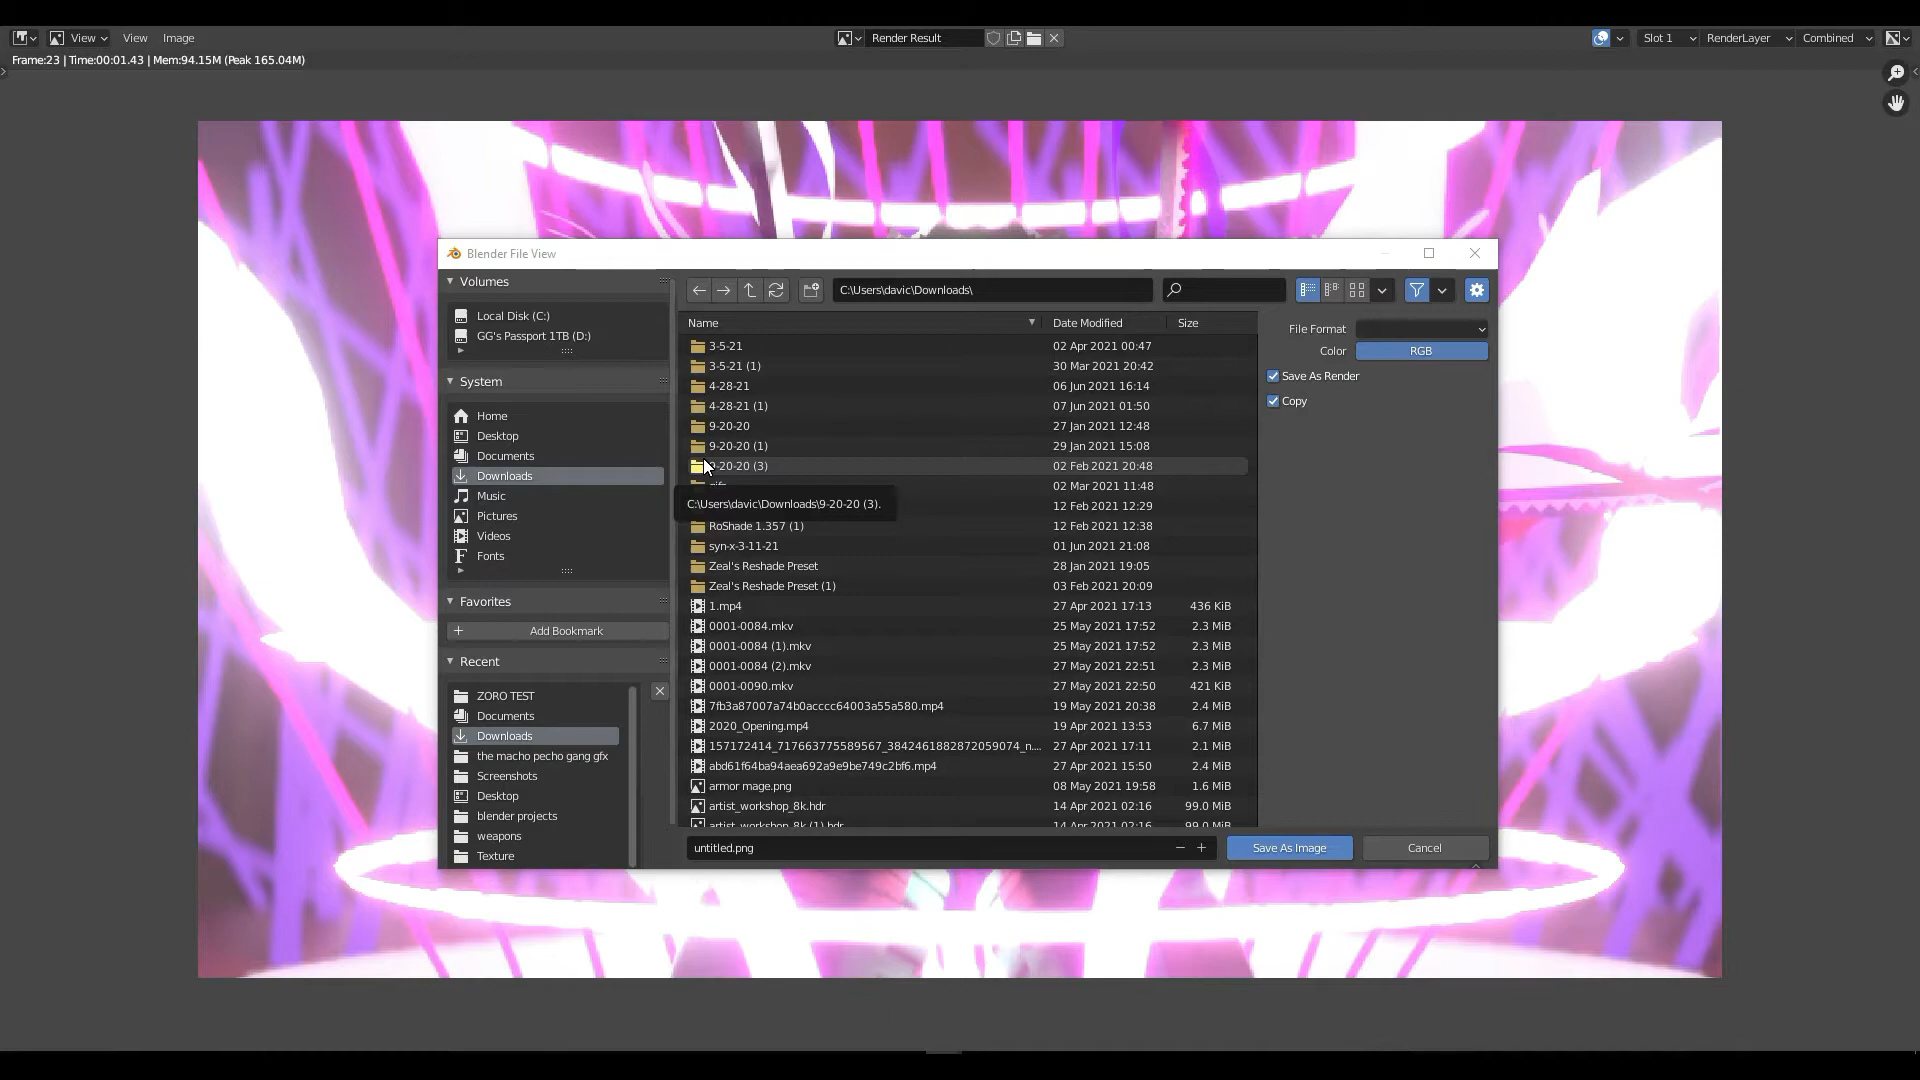 View
View
Image
Render Result
Slot 1
RenderLayer
Combined
Frame:23 | Time:00:01.43 | Mem:94.15M (Peak 165.04M)
Blender File View
Volumes
Local Disk (C:)
GG's Passport 1TB (D:)
System
Home
Desktop
Documents
Downloads
Music
Pictures
Videos
Fonts
Favorites
Add Bookmark
Recent
ZORO TEST
Documents
Downloads
the macho pecho gang gfx
Screenshots
Desktop
blender projects
weapons
Texture
C:\Users\davic\Downloads\
Name Date Modified Size
3-5-21 02 Apr 2021 00:47
3-5-21 (1) 30 Mar 2021 20:42
4-28-21 06 Jun 2021 16:14
4-28-21 (1) 07 Jun 2021 01:50
9-20-20 27 Jan 2021 12:48
9-20-20 (1) 29 Jan 2021 15:08
9-20-20 (3) 02 Feb 2021 20:48
02 Mar 2021 11:48
C:\Users\davic\Downloads\9-20-20 (3).
12 Feb 2021 12:29
RoShade 1.357 (1) 12 Feb 2021 12:38
syn-x-3-11-21 01 Jun 2021 21:08
Zeal's Reshade Preset 28 Jan 2021 19:05
Zeal's Reshade Preset (1) 03 Feb 2021 20:09
1.mp4 27 Apr 2021 17:13 436 KiB
0001-0084.mkv 25 May 2021 17:52 2.3 MiB
0001-0084 (1).mkv 25 May 2021 17:52 2.3 MiB
0001-0084 (2).mkv 27 May 2021 22:51 2.3 MiB
0001-0090.mkv 27 May 2021 22:50 421 KiB
7fb3a87007a74b0acccc64003a55a580.mp4 19 May 2021 20:38 2.4 MiB
2020_Opening.mp4 19 Apr 2021 13:53 6.7 MiB
157172414_717663775589567_3842461882872059074_n.... 27 Apr 2021 17:11 2.1 MiB
abd61f64ba94aea692a9e9be749c2bf6.mp4 27 Apr 2021 15:50 2.4 MiB
armor mage.png 08 May 2021 19:58 1.6 MiB
artist_workshop_8k.hdr 14 Apr 2021 02:16 99.0 MiB
artist_workshop_8k (1).hdr 14 Apr 2021 02:16 99.0 MiB
untitled.png
Save As Image
Cancel
File Format
Color RGB
Save As Render
Copy